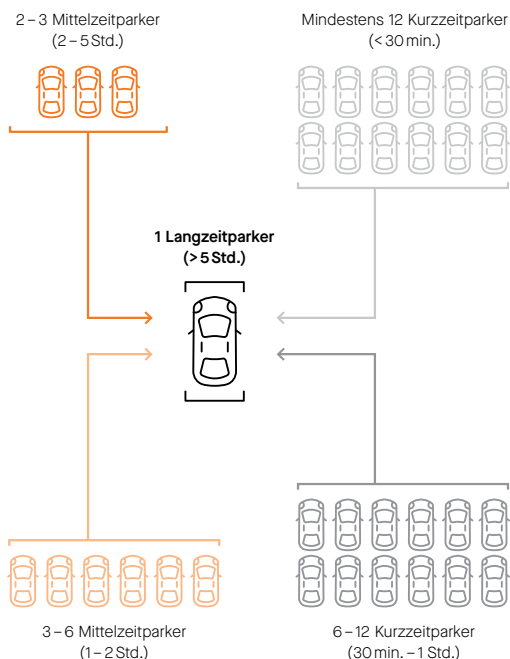 2 – 3 Mittelzeitparker
(2 – 5 Std.)
Mindestens 12 Kurzzeitparker
(< 30 min.)
1 Langzeitparker
(> 5 Std.)
3 – 6 Mittelzeitparker
(1 – 2 Std.)
6 – 12 Kurzzeitparker
(30 min. – 1 Std.)